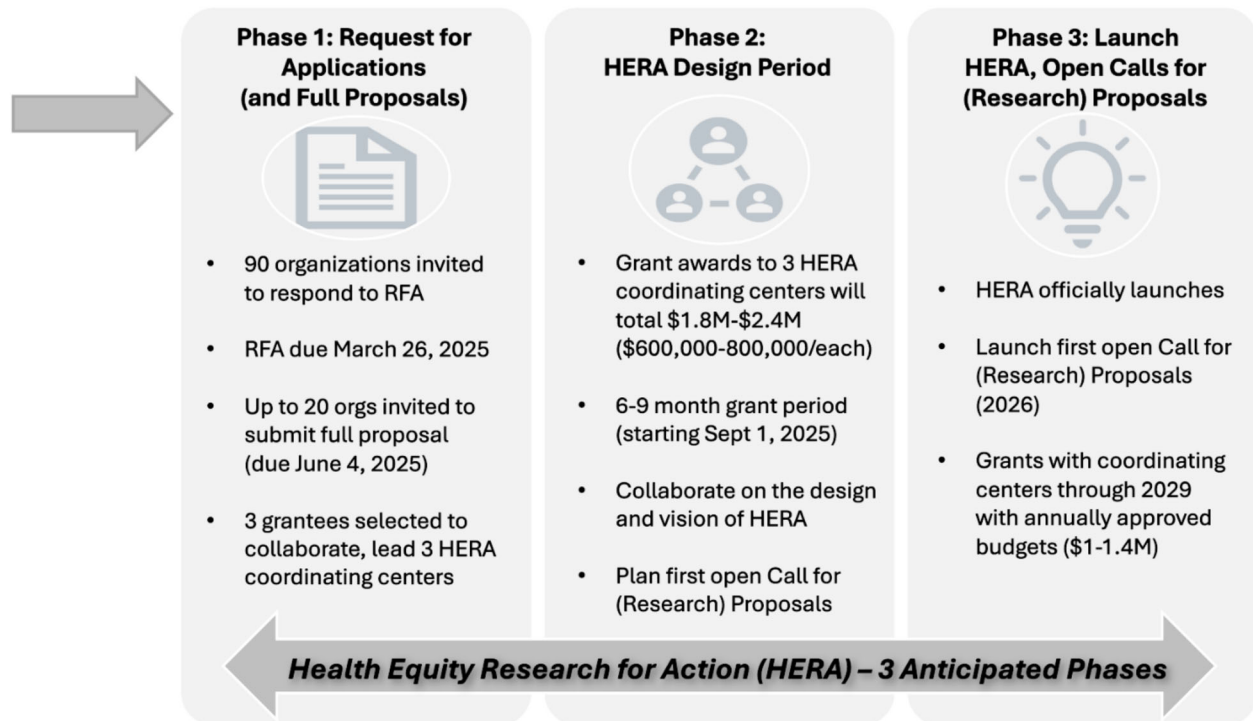 Phase 1: Request for
Applications
(and Full Proposals)
• 90 organizations invited
to respond to RFA
• RFA due March 26, 2025
• Up to 20 orgs invited to
submit full proposal
(due June 4, 2025)
• 3 grantees selected to
collaborate, lead 3 HERA
coordinating centers
Phase 2:
HERA Design Period
• Grant awards to 3 HERA
coordinating centers will
total $1.8M-$2.4M
($600,000-800,000/each)
• 6-9 month grant period
(starting Sept 1, 2025)
• Collaborate on the design
and vision of HERA
• Plan first open Call for
(Research) Proposals
Phase 3: Launch
HERA, Open Calls for
(Research) Proposals
• HERA officially launches
• Launch first open Call for
(Research) Proposals
(2026)
• Grants with coordinating
centers through 2029
with annually approved
budgets ($1-1.4M)
Health Equity Research for Action (HERA) – 3 Anticipated Phases